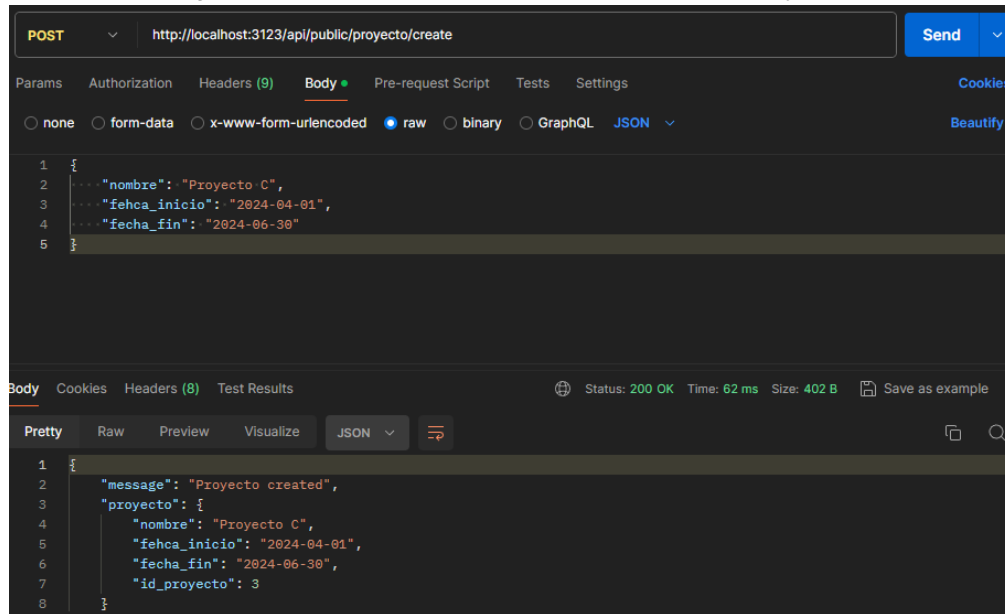 POST http://localhost:3123/api/public/proyecto/create Send
Params Authorization Headers (9) Body Pre-request Script Tests Settings Cookies
none form-data x-www-form-urlencoded raw binary GraphQL JSON Beautify
1 {
2 "nombre": "Proyecto C",
3 "fehca_inicio": "2024-04-01",
4 "fecha_fin": "2024-06-30"
5 }
Body Cookies Headers (8) Test Results Status: 200 OK Time: 62 ms Size: 402 B Save as example
Pretty Raw Preview Visualize JSON
1 {
2 "message": "Proyecto created",
3 "proyecto": {
4 "nombre": "Proyecto C",
5 "fehca_inicio": "2024-04-01",
6 "fecha_fin": "2024-06-30",
7 "id_proyecto": 3
8 }